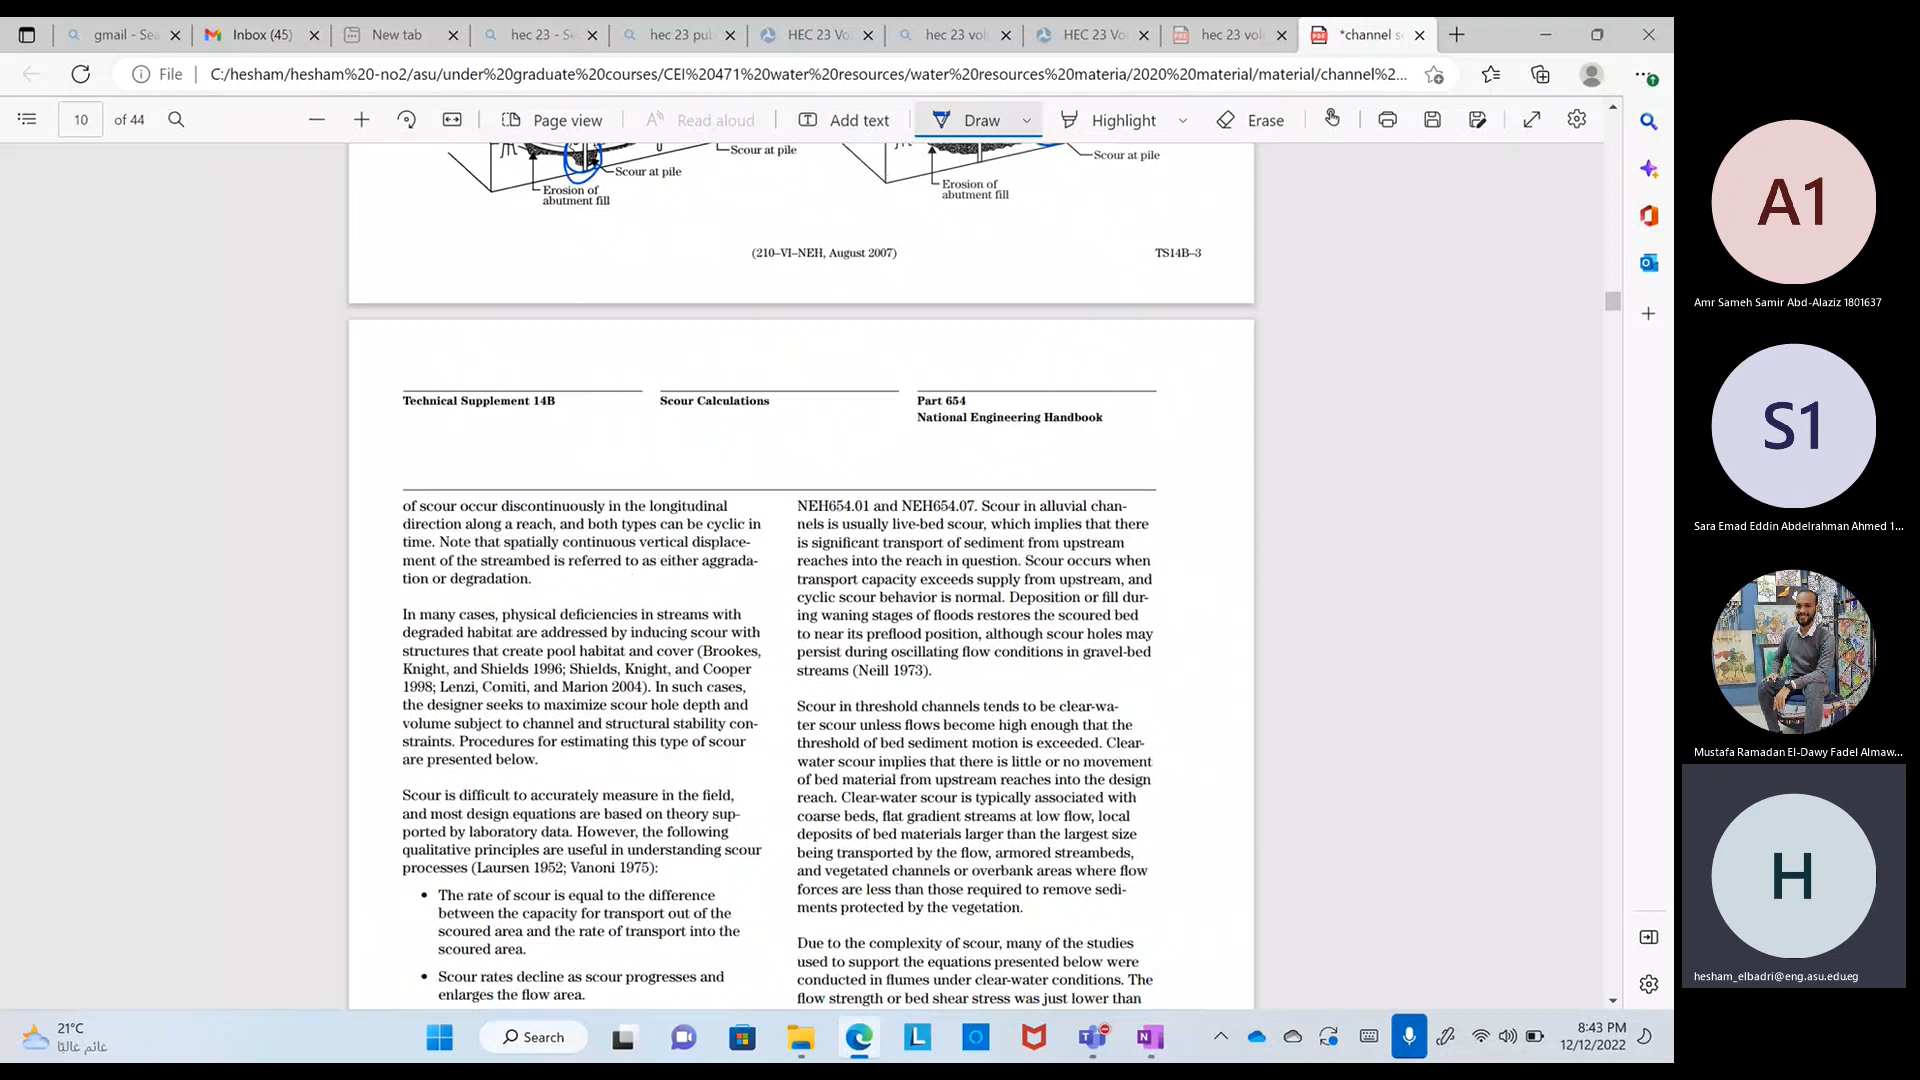 gmail - Sea
Inbox (45)
New tab
hec 23 - Se
hec 23 pub
HEC 23 Vo
hec 23 vol
HEC 23 Vo
hec 23 vol
*channel s
File
C:/hesham/hesham%20-no2/asu/under%20graduate%20courses/CEI%20471%20water%20resources/water%20resources%20materia/2020%20material/material/channel%2...
10
of 44
Page view
Read aloud
Add text
Draw
Highlight
Erase
Scour at pile
Scour at pile
Erosion of
abutment fill
Scour at pile
Erosion of
abutment fill
(210–VI–NEH, August 2007)
TS14B–3
Technical Supplement 14B
Scour Calculations
Part 654
National Engineering Handbook
of scour occur discontinuously in the longitudinal
direction along a reach, and both types can be cyclic in
time. Note that spatially continuous vertical displace-
ment of the streambed is referred to as either aggrada-
tion or degradation.
In many cases, physical deficiencies in streams with
degraded habitat are addressed by inducing scour with
structures that create pool habitat and cover (Brookes,
Knight, and Shields 1996; Shields, Knight, and Cooper
1998; Lenzi, Comiti, and Marion 2004). In such cases,
the designer seeks to maximize scour hole depth and
volume subject to channel and structural stability con-
straints. Procedures for estimating this type of scour
are presented below.
Scour is difficult to accurately measure in the field,
and most design equations are based on theory sup-
ported by laboratory data. However, the following
qualitative principles are useful in understanding scour
processes (Laursen 1952; Vanoni 1975):
• The rate of scour is equal to the difference
between the capacity for transport out of the
scoured area and the rate of transport into the
scoured area.
• Scour rates decline as scour progresses and
enlarges the flow area.
NEH654.01 and NEH654.07. Scour in alluvial chan-
nels is usually live-bed scour, which implies that there
is significant transport of sediment from upstream
reaches into the reach in question. Scour occurs when
transport capacity exceeds supply from upstream, and
cyclic scour behavior is normal. Deposition or fill dur-
ing waning stages of floods restores the scoured bed
to near its preflood position, although scour holes may
persist during oscillating flow conditions in gravel-bed
streams (Neill 1973).
Scour in threshold channels tends to be clear-wa-
ter scour unless flows become high enough that the
threshold of bed sediment motion is exceeded. Clear-
water scour implies that there is little or no movement
of bed material from upstream reaches into the design
reach. Clear-water scour is typically associated with
coarse beds, flat gradient streams at low flow, local
deposits of bed materials larger than the largest size
being transported by the flow, armored streambeds,
and vegetated channels or overbank areas where flow
forces are less than those required to remove sedi-
ments protected by the vegetation.
Due to the complexity of scour, many of the studies
used to support the equations presented below were
conducted in flumes under clear-water conditions. The
flow strength or bed shear stress was just lower than
A1
Amr Sameh Samir Abd-Alaziz 1801637
S1
Sara Emad Eddin Abdelrahman Ahmed 1...
Mustafa Ramadan El-Dawy Fadel Almaw...
H
hesham_elbadri@eng.asu.edu.eg
21°C
غائم غالبًا
Search
8:43 PM
12/12/2022